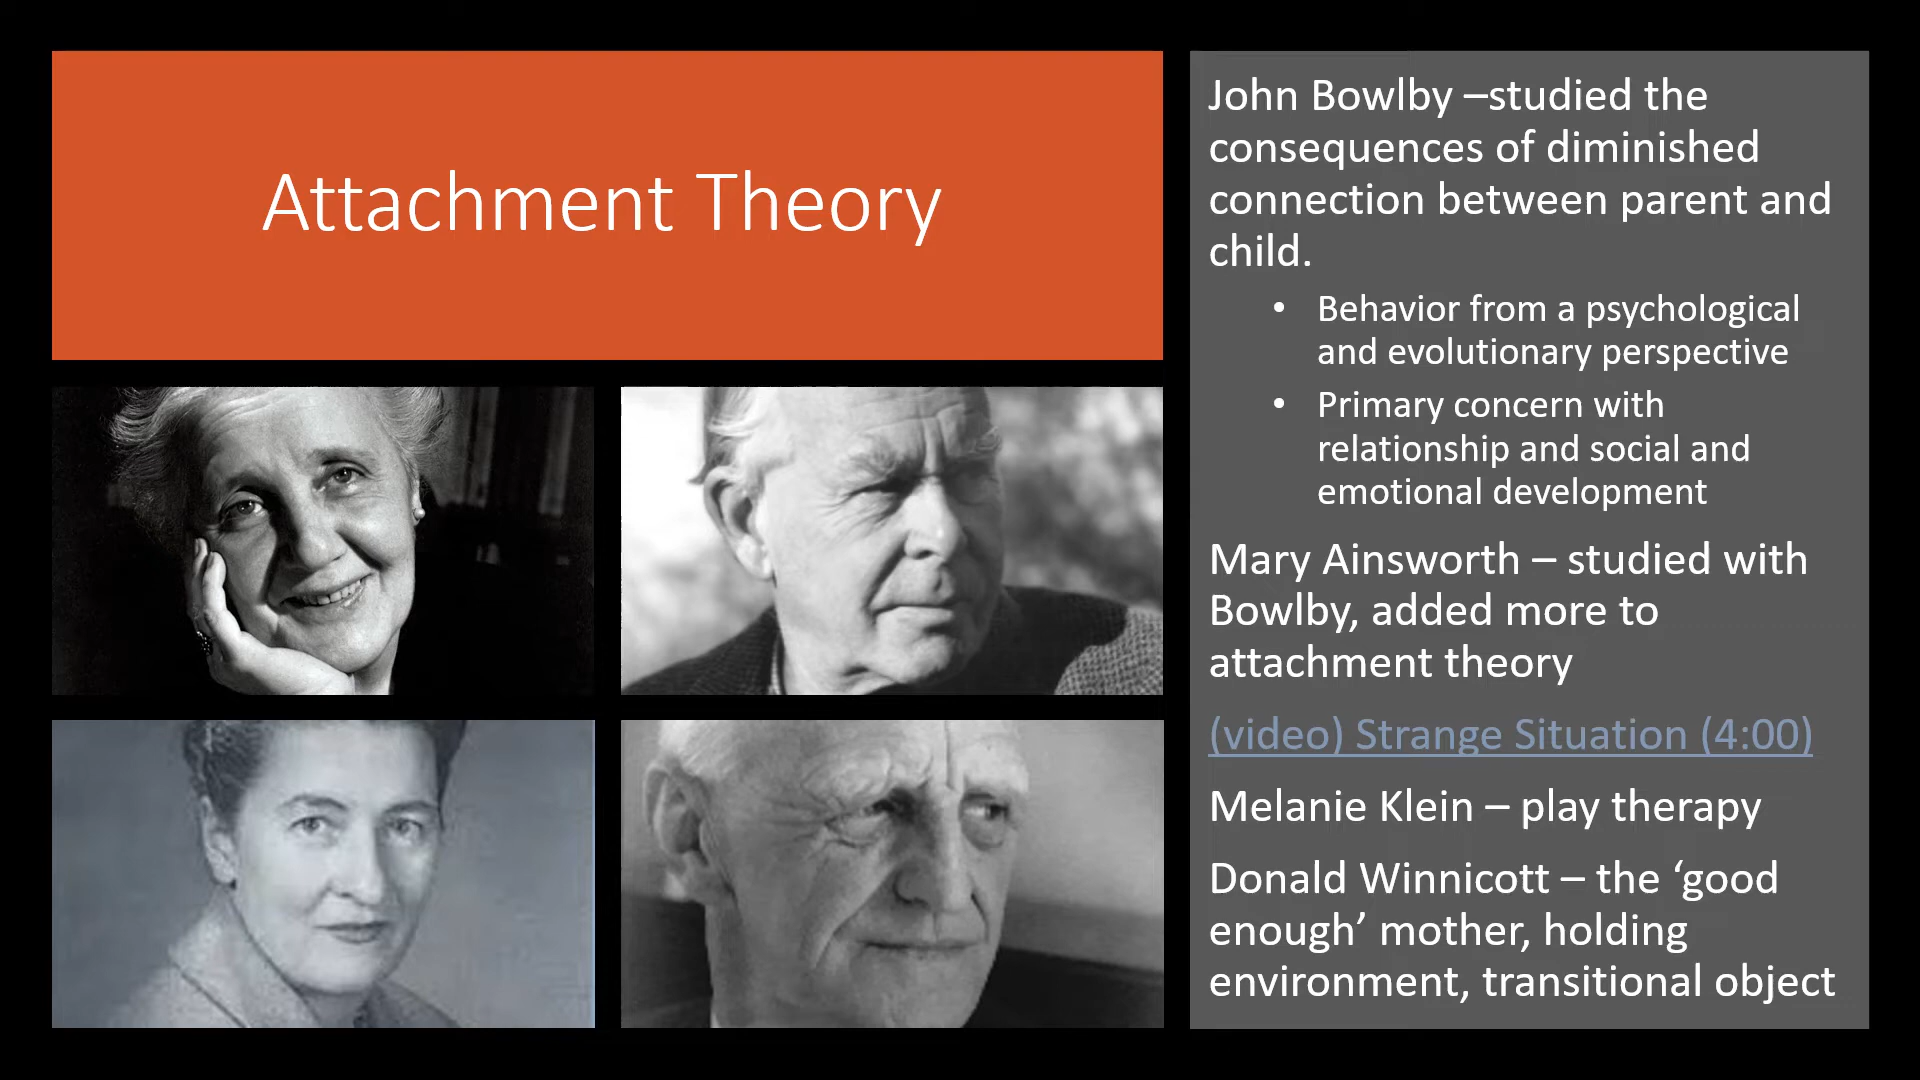 Attachment Theory
John Bowlby –studied the
consequences of diminished
connection between parent and
child.
• Behavior from a psychological
and evolutionary perspective
• Primary concern with
relationship and social and
emotional development
Mary Ainsworth – studied with
Bowlby, added more to
attachment theory
(video) Strange Situation (4:00)
Melanie Klein – play therapy
Donald Winnicott – the ‘good
enough’ mother, holding
environment, transitional object